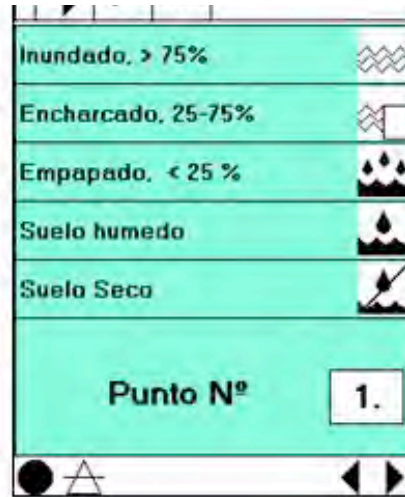 Inundado, > 75%
Encharcado, 25-75%
Empapado, < 25 %
Suelo humedo
Suelo Seco
Punto Nº 1.